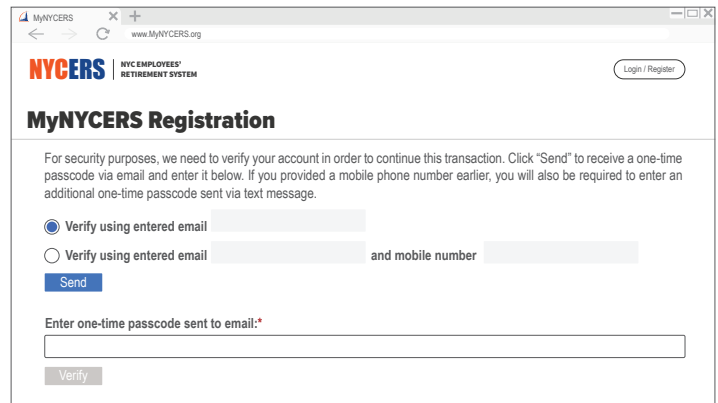 MyNYCERS
www.MyNYCERS.org
NYCERS
NYC EMPLOYEES'
RETIREMENT SYSTEM
Login / Register
MyNYCERS Registration
For security purposes, we need to verify your account in order to continue this transaction. Click “Send” to receive a one-time
passcode via email and enter it below. If you provided a mobile phone number earlier, you will also be required to enter an
additional one-time passcode sent via text message.
Verify using entered email
Verify using entered email and mobile number
Send
Enter one-time passcode sent to email:*
Verify